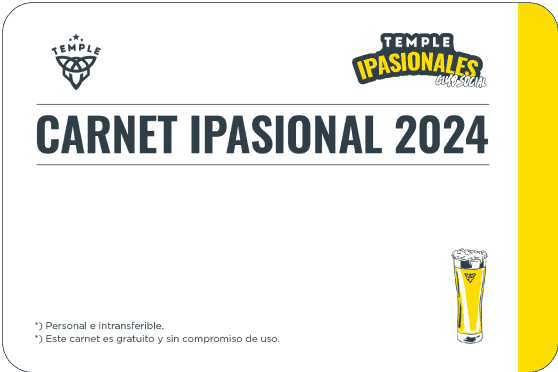 TEMPLE
TEMPLE
IPASIONALES
CLUB SOCIAL
CARNET IPASIONAL 2024
*) Personal e intransferible.
*) Este carnet es gratuito y sin compromiso de uso.